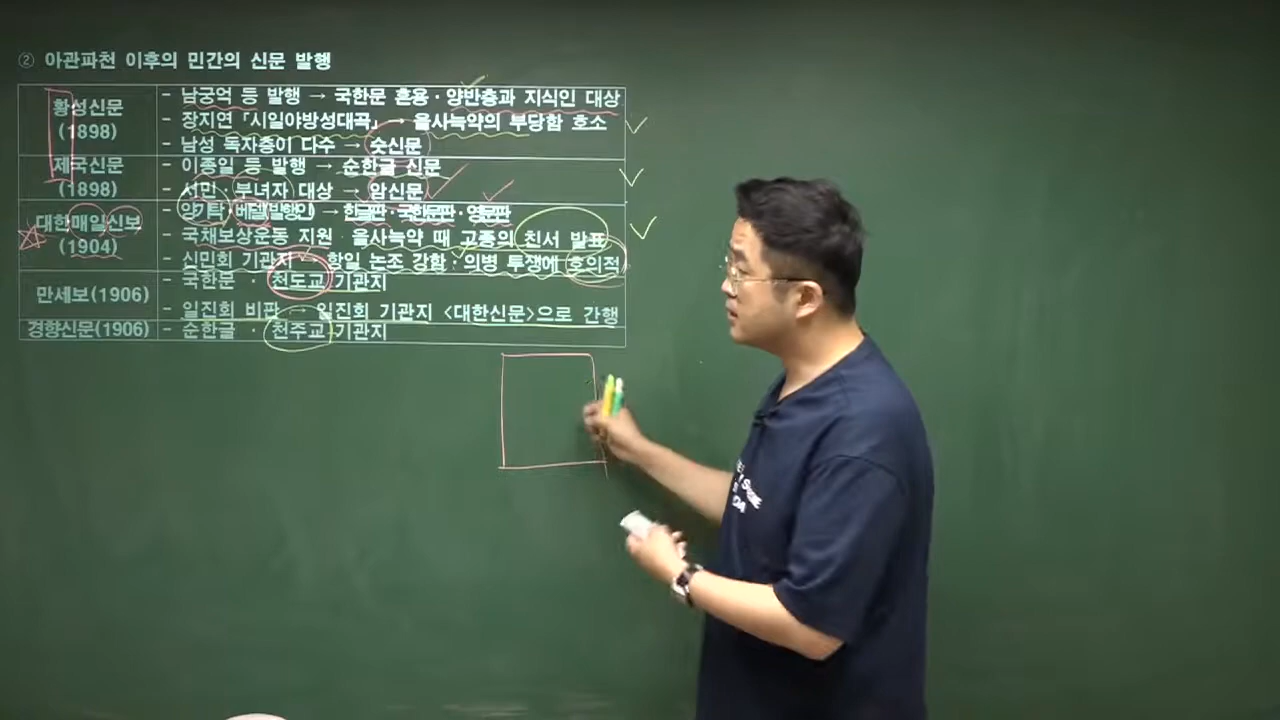 ② 아관파천 이후의 민간의 신문 발행
황성신문
(1898)
- 남궁억 등 발행 → 국한문 혼용·양반층과 지식인 대상
- 장지연 「시일야방성대곡」 → 을사늑약의 부당함 호소
- 남성 독자층이 다수 → 숫신문
제국신문
(1898)
- 이종일 등 발행 → 순한글 신문
- 서민·부녀자 대상 → 암신문
대한매일신보
(1904)
- 양기탁, 베델(발행인) → 한글판·국한문판·영문판
- 국채보상운동 지원·을사늑약 때 고종의 친서 발표
- 신민회 기관지·항일 논조 강함·의병 투쟁에 호의적
만세보(1906)
- 국한문·천도교 기관지
- 일진회 비판 → 일진회 기관지 <대한신문>으로 간행
경향신문(1906)
- 순한글·천주교 기관지